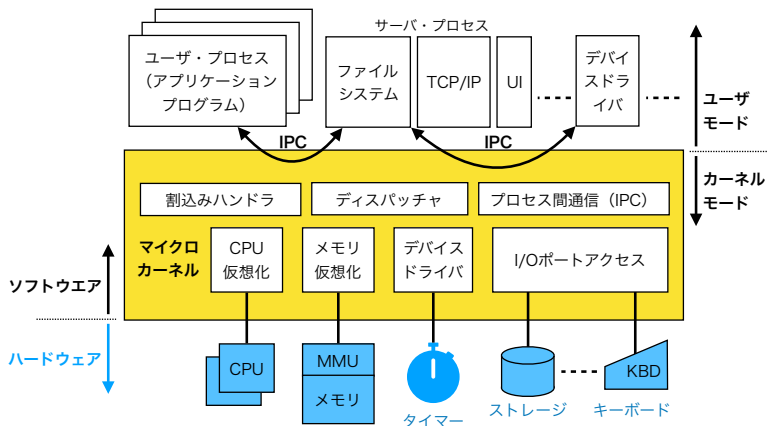 サーバ・プロセス
ユーザ・プロセス
（アプリケーション
プログラム）
ファイル
システム
TCP/IP
UI
デバイ
スドラ
イバ
ユーザ
モード
IPC
IPC
カーネル
モード
割込みハンドラ
ディスパッチャ
プロセス間通信（IPC）
マイクロ
カーネル
CPU
仮想化
メモリ
仮想化
デバイス
ドライバ
I/Oポートアクセス
ソフトウエア
ハードウェア
CPU
MMU
メモリ
タイマー
ストレージ
KBD
キーボード